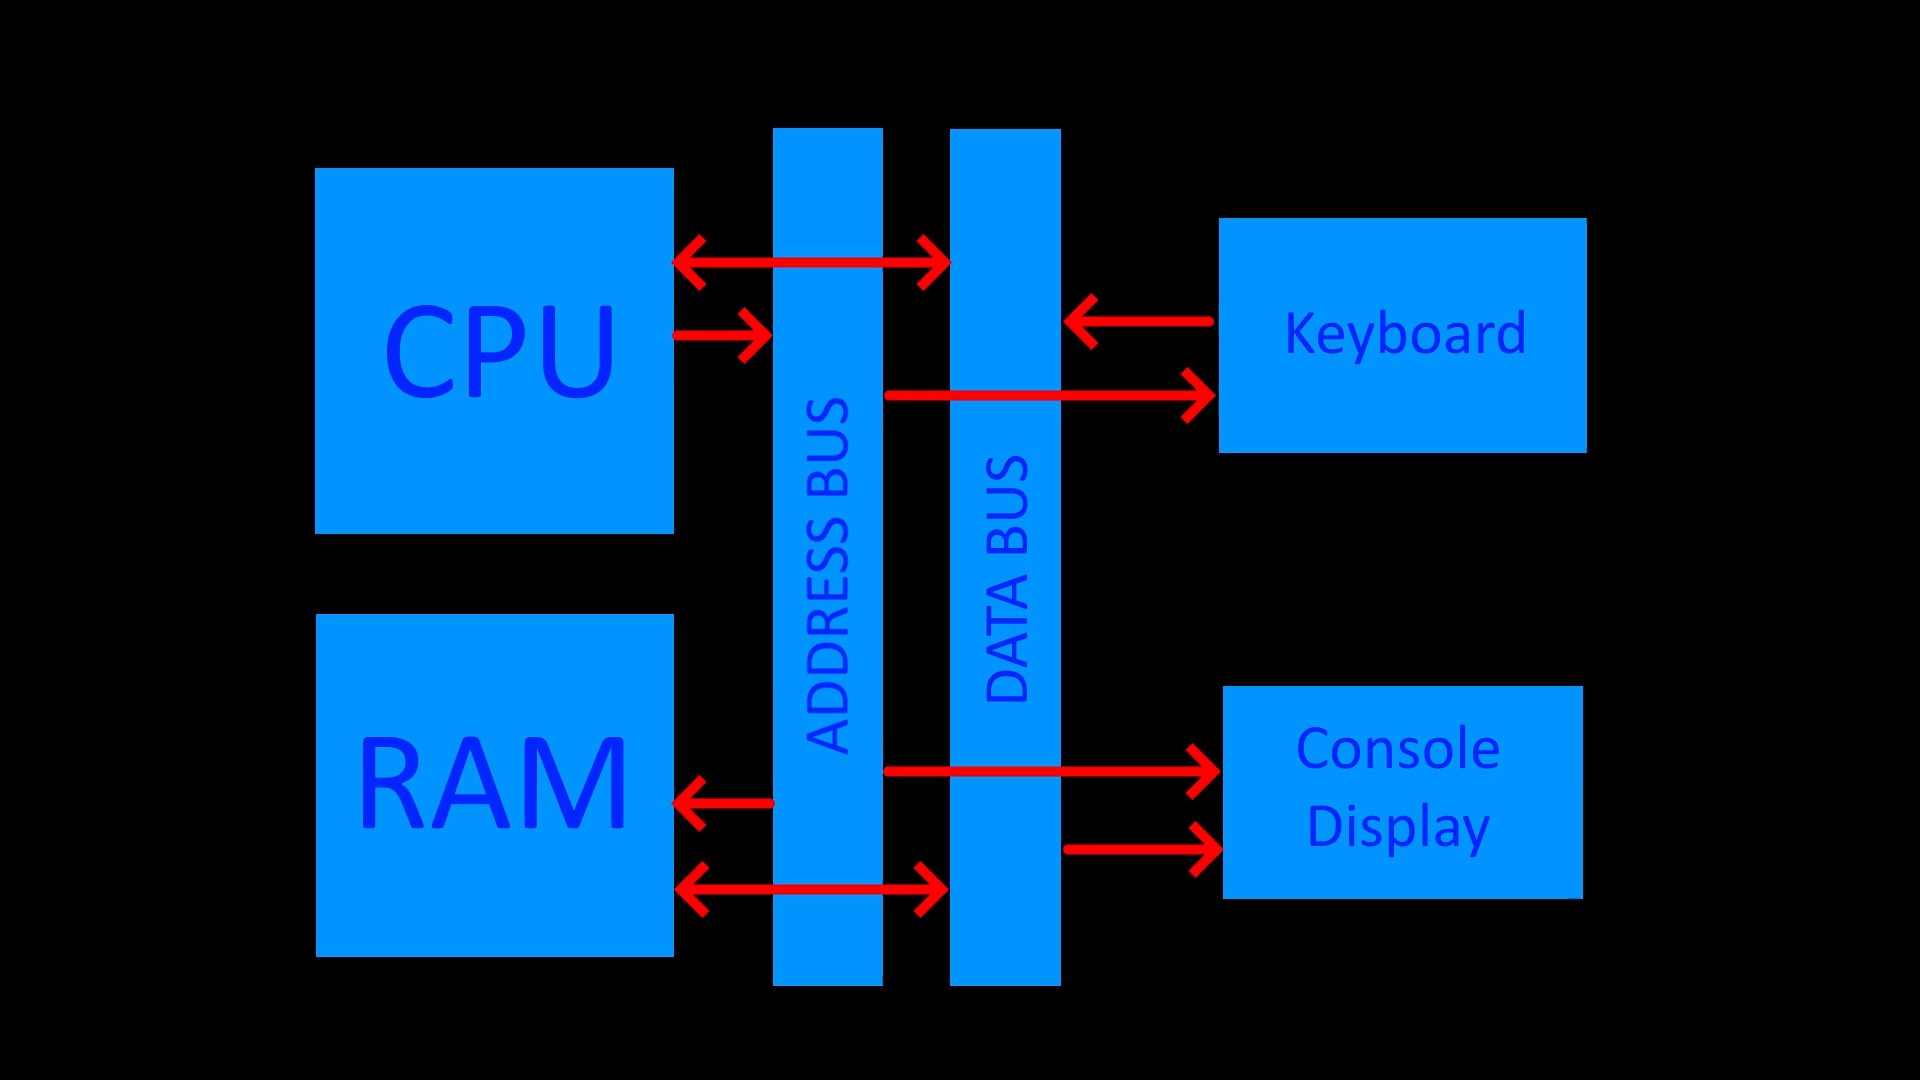 CPU
RAM
ADDRESS BUS
DATA BUS
Keyboard
Console
Display